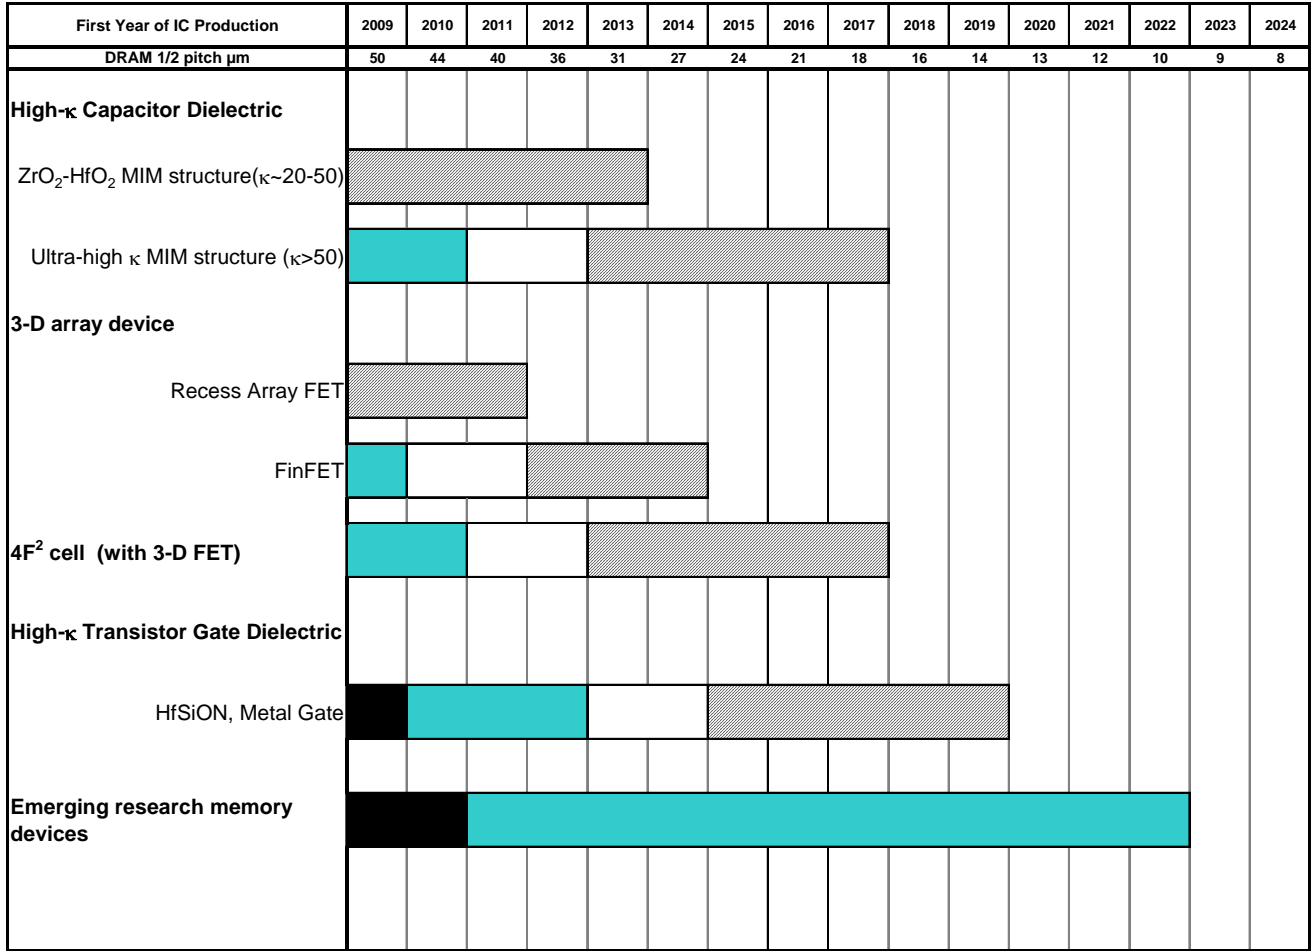 First Year of IC Production 2009 2010 2011 2012 2013 2014 2015 2016 2017 2018 2019 2020 2021 2022 2023 2024
DRAM 1/2 pitch µm 50 44 40 36 31 27 24 21 18 16 14 13 12 10 9 8
High-κ Capacitor Dielectric
ZrO₂-HfO₂ MIM structure(κ~20-50)
Ultra-high κ MIM structure (κ>50)
3-D array device
Recess Array FET
FinFET
4F² cell (with 3-D FET)
High-κ Transistor Gate Dielectric
HfSiON, Metal Gate
Emerging research memory
devices